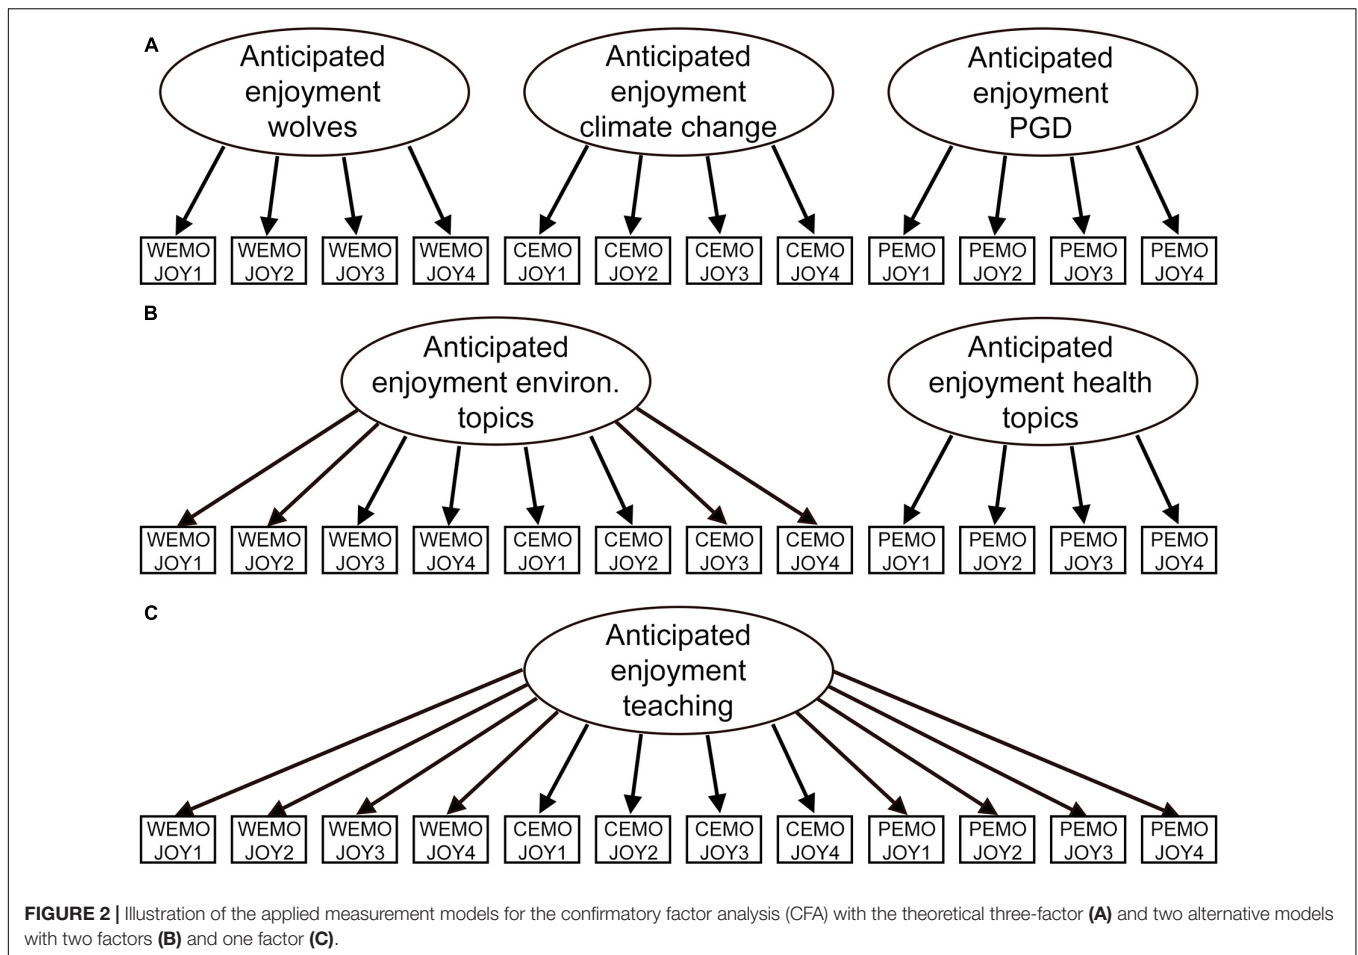 A
Anticipated
enjoyment
wolves
Anticipated
enjoyment
climate change
Anticipated
enjoyment
PGD
WEMO
JOY1
WEMO
JOY2
WEMO
JOY3
WEMO
JOY4
CEMO
JOY1
CEMO
JOY2
CEMO
JOY3
CEMO
JOY4
PEMO
JOY1
PEMO
JOY2
PEMO
JOY3
PEMO
JOY4
B
Anticipated
enjoyment environ.
topics
Anticipated
enjoyment health
topics
WEMO
JOY1
WEMO
JOY2
WEMO
JOY3
WEMO
JOY4
CEMO
JOY1
CEMO
JOY2
CEMO
JOY3
CEMO
JOY4
PEMO
JOY1
PEMO
JOY2
PEMO
JOY3
PEMO
JOY4
C
Anticipated
enjoyment
teaching
WEMO
JOY1
WEMO
JOY2
WEMO
JOY3
WEMO
JOY4
CEMO
JOY1
CEMO
JOY2
CEMO
JOY3
CEMO
JOY4
PEMO
JOY1
PEMO
JOY2
PEMO
JOY3
PEMO
JOY4
FIGURE 2 | Illustration of the applied measurement models for the confirmatory factor analysis (CFA) with the theoretical three-factor (A) and two alternative models
with two factors (B) and one factor (C).